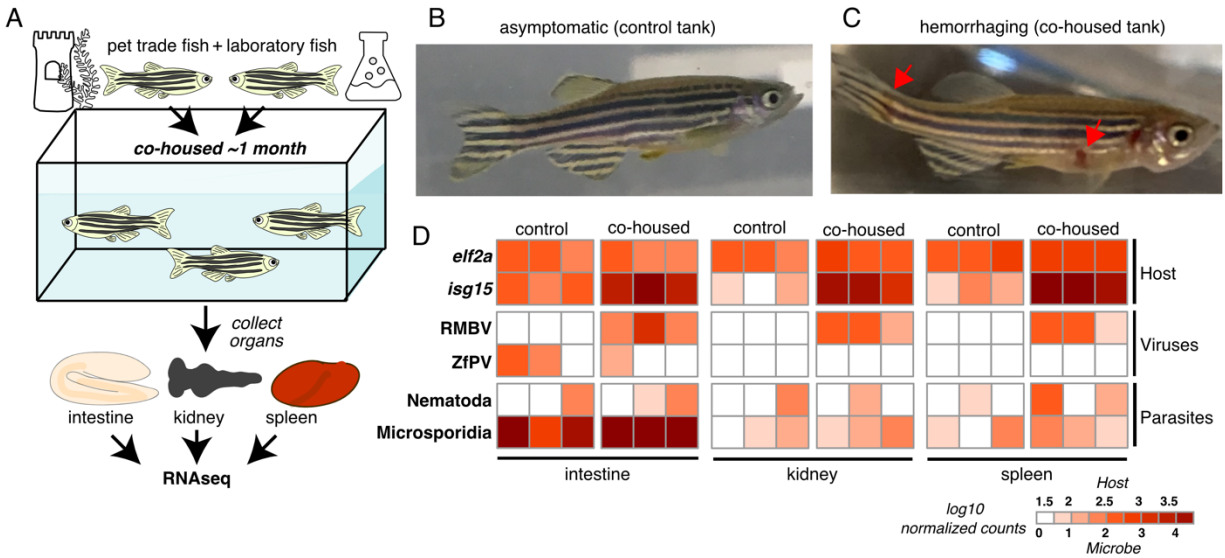 A
pet trade fish + laboratory fish
co-housed ~1 month
collect
organs
intestine kidney spleen
RNAseq
B
asymptomatic (control tank)
C
hemorrhaging (co-housed tank)
D
control co-housed control co-housed control co-housed
elf2a
isg15
Host
RMBV
ZfPV
Viruses
Nematoda
Microsporidia
Parasites
intestine kidney spleen
Host
log10
normalized counts
1.5 2 2.5 3 3.5
0 1 2 3 4
Microbe